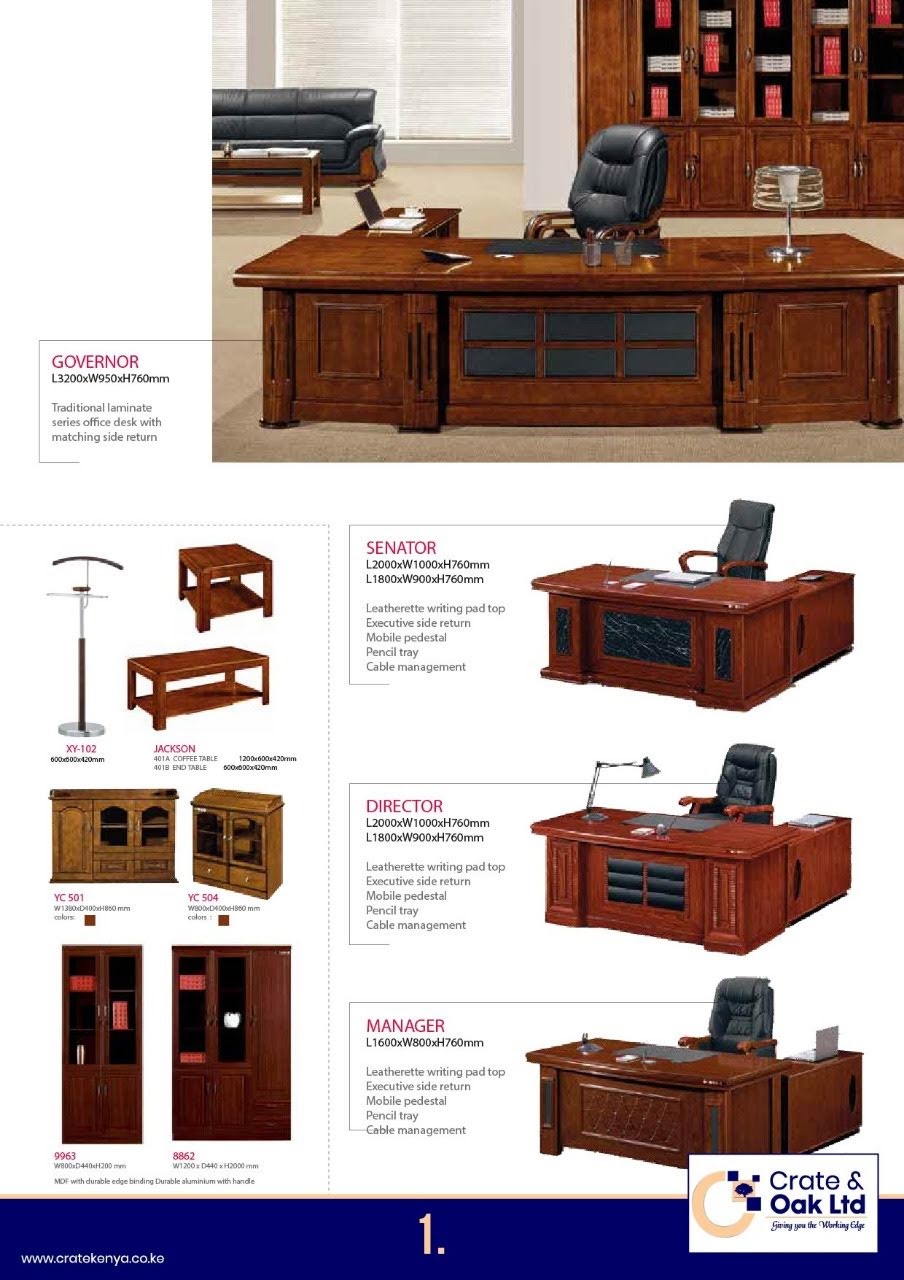 GOVERNOR
L3200xW950xH760mm
Traditional laminate
series office desk with
matching side return
SENATOR
L2000xW1000xH760mm
L1800xW900xH760mm
Leatherette writing pad top
Executive side return
Mobile pedestal
Pencil tray
Cable management
XY-102
600x600x420mm
JACKSON
401A COFFEE TABLE 1200x600x420mm
401B END TABLE 600x600x420mm
DIRECTOR
L2000xW1000xH760mm
L1800xW900xH760mm
Leatherette writing pad top
Executive side return
Mobile pedestal
Pencil tray
Cable management
YC 501
W1380xD400xH860 mm
colors:
YC 504
W800xD400xH860 mm
colors :
MANAGER
L1600xW800xH760mm
Leatherette writing pad top
Executive side return
Mobile pedestal
Pencil tray
Cable management
9963
W800xD440xH200 mm
8862
W1200 x D440 x H2000 mm
MDF with durable edge binding Durable aluminium with handle
Crate &
Oak Ltd
Giving you the Working Edge
1.
www.cratekenya.co.ke